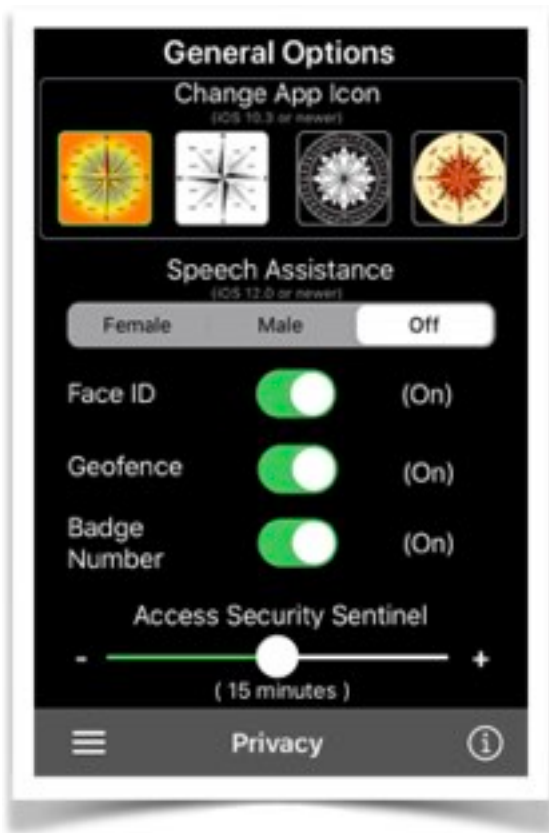 General Options
Change App Icon
(iOS 10.3 or newer)
Speech Assistance
(iOS 12.0 or newer)
Female Male Off
Face ID (On)
Geofence (On)
Badge
Number (On)
Access Security Sentinel
- +
( 15 minutes )
Privacy